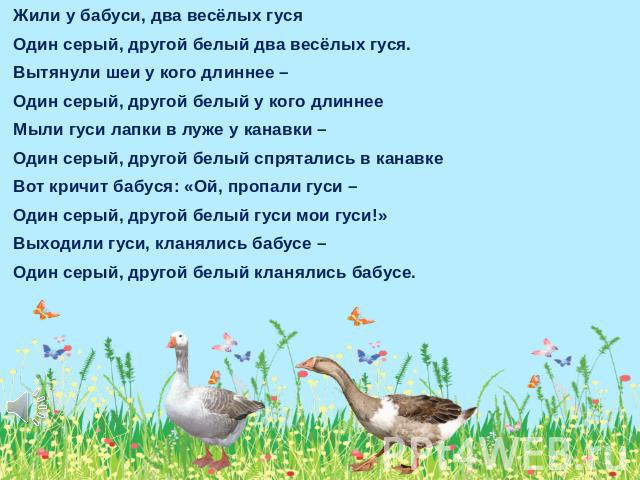 Жили у бабуси, два весёлых гуся
Один серый, другой белый два весёлых гуся.
Вытянули шеи у кого длиннее –
Один серый, другой белый у кого длиннее
Мыли гуси лапки в луже у канавки –
Один серый, другой белый спрятались в канавке
Вот кричит бабуся: «Ой, пропали гуси –
Один серый, другой белый гуси мои гуси!»
Выходили гуси, кланялись бабусе –
Один серый, другой белый кланялись бабусе.
PPt4WEB.ru